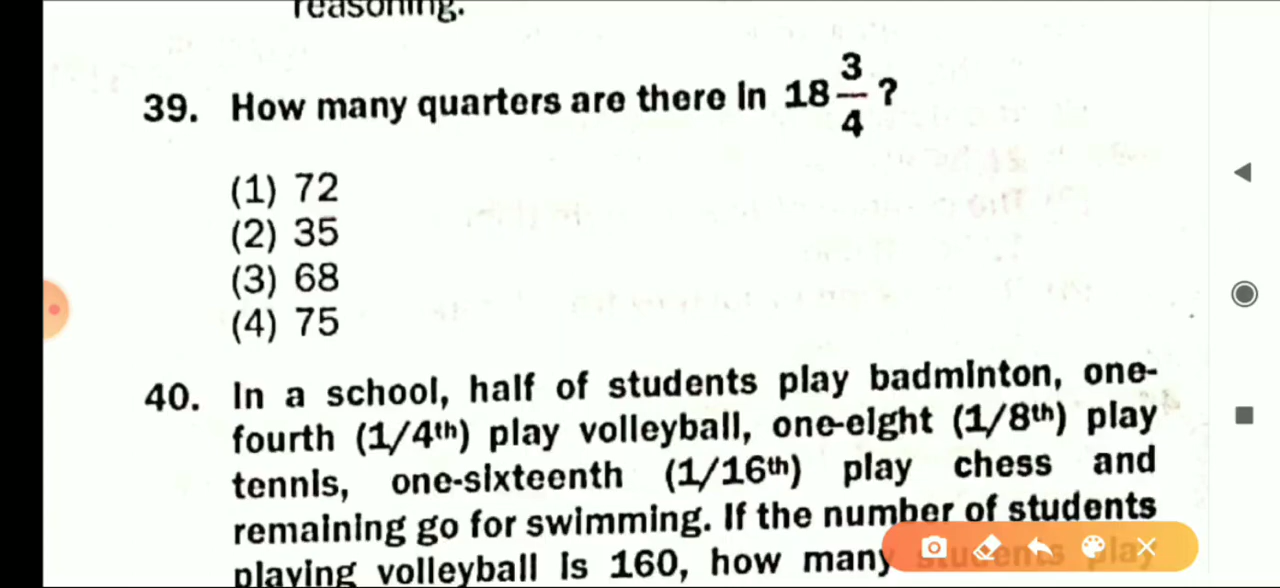 reasoning.
39. How many quarters are there in 18 3/4 ?
(1) 72
(2) 35
(3) 68
(4) 75
40. In a school, half of students play badminton, one-
fourth (1/4th) play volleyball, one-eight (1/8th) play
tennis, one-sixteenth (1/16th) play chess and
remaining go for swimming. If the number of students
playing volleyball is 160, how many students play